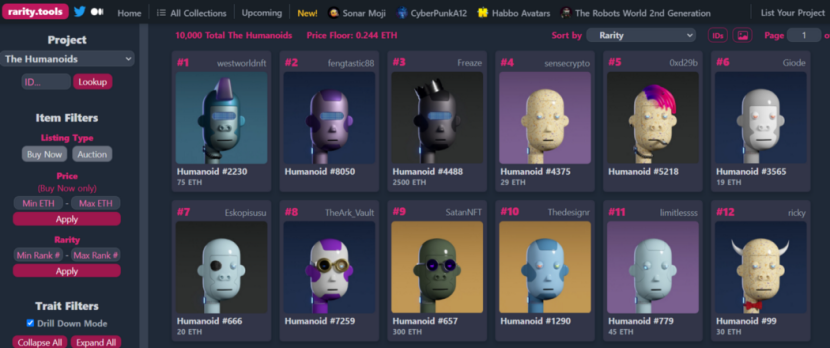 rarity.tools Home All Collections Upcoming New! Sonar Moji CyberPunkA12 Habbo Avatars The Robots World 2nd Generation List Your Project
Project
The Humanoids
ID... Lookup
Item Filters
Listing Type
Buy Now Auction
Price
(Buy Now only)
Min ETH - Max ETH
Apply
Rarity
Min Rank # - Max Rank #
Apply
Trait Filters
Drill Down Mode
Collapse All Expand All
10,000 Total The Humanoids Price Floor: 0.244 ETH Sort by Rarity IDs Page 1 o
#1 westworldnft #2 fengtastic88 #3 Freaze #4 sensecrypto #5 0xd29b #6 Giode
Humanoid #2230 Humanoid #8050 Humanoid #4488 Humanoid #4375 Humanoid #5218 Humanoid #3565
75 ETH 2500 ETH 29 ETH 19 ETH
#7 Eskopisusu #8 TheArk_Vault #9 SatanNFT #10 Thedesignr #11 limitlessss #12 ricky
Humanoid #666 Humanoid #7259 Humanoid #657 Humanoid #1290 Humanoid #779 Humanoid #99
20 ETH 300 ETH 45 ETH 30 ETH